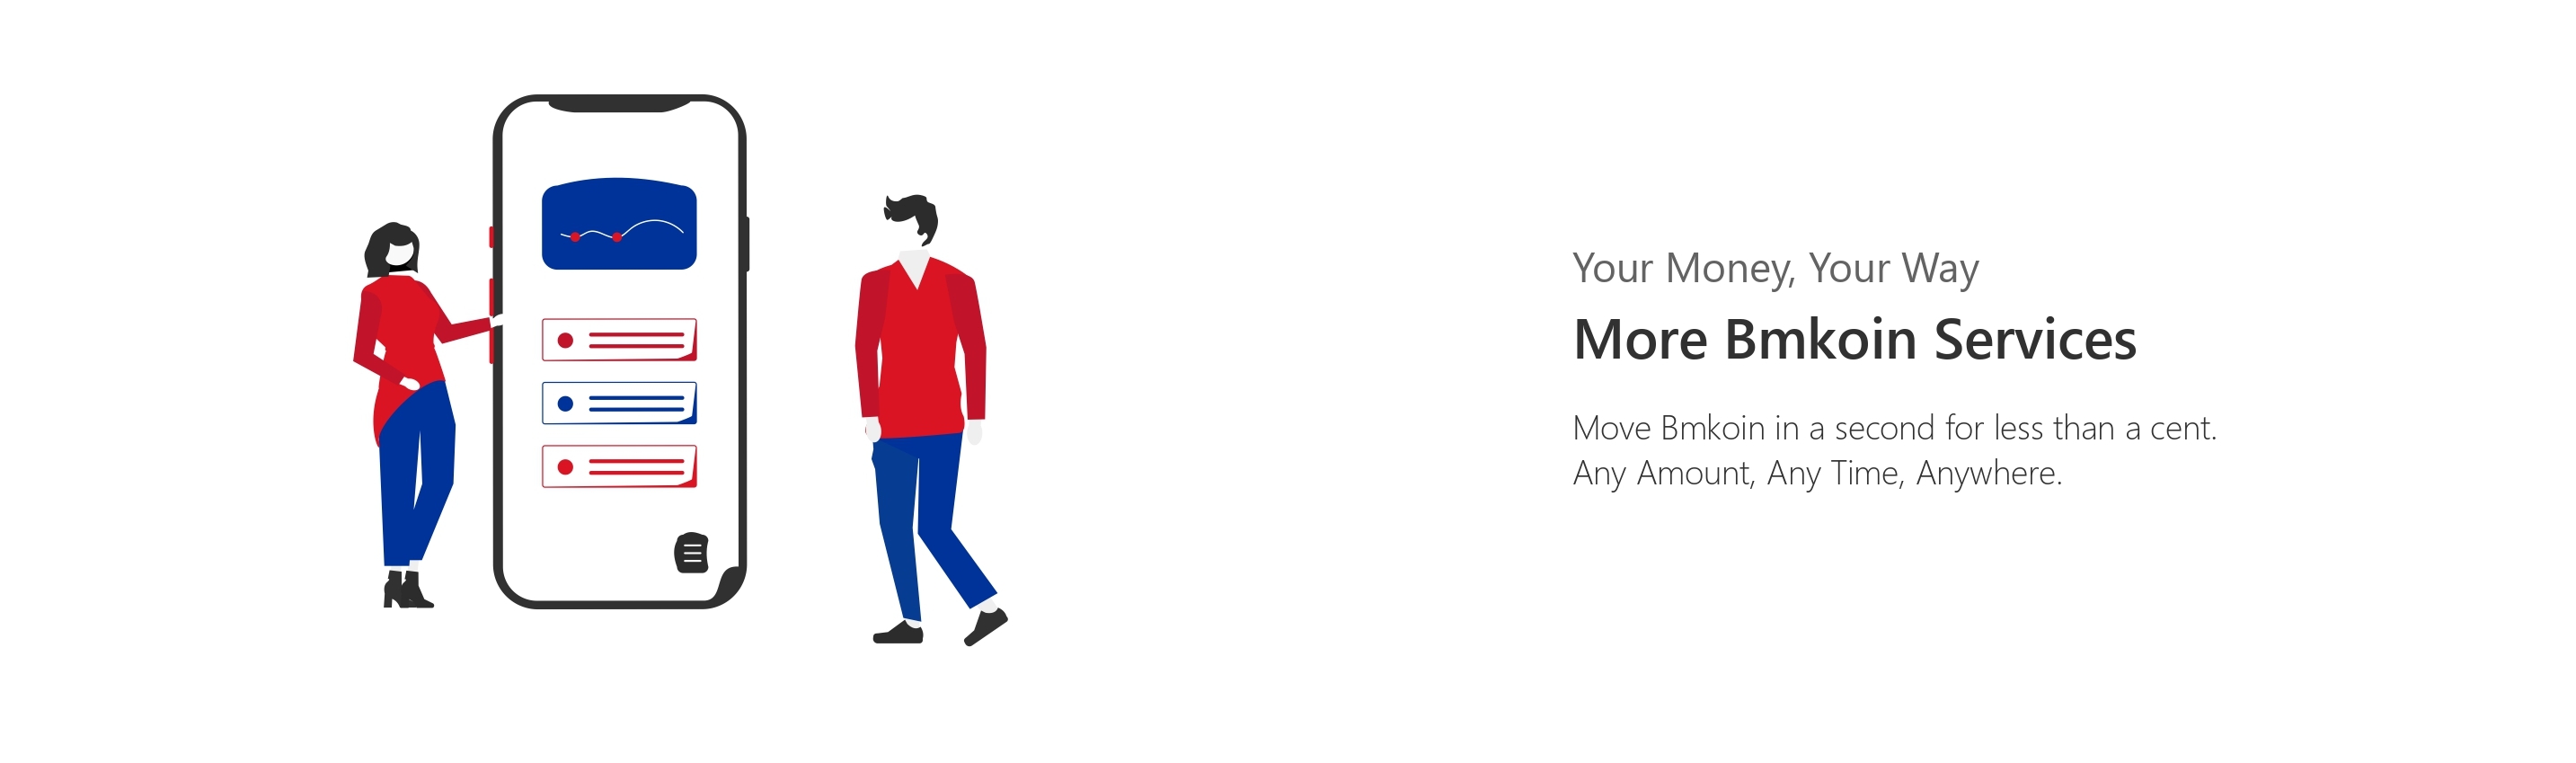 Your Money, Your Way
More Bmkoin Services
Move Bmkoin in a second for less than a cent.
Any Amount, Any Time, Anywhere.